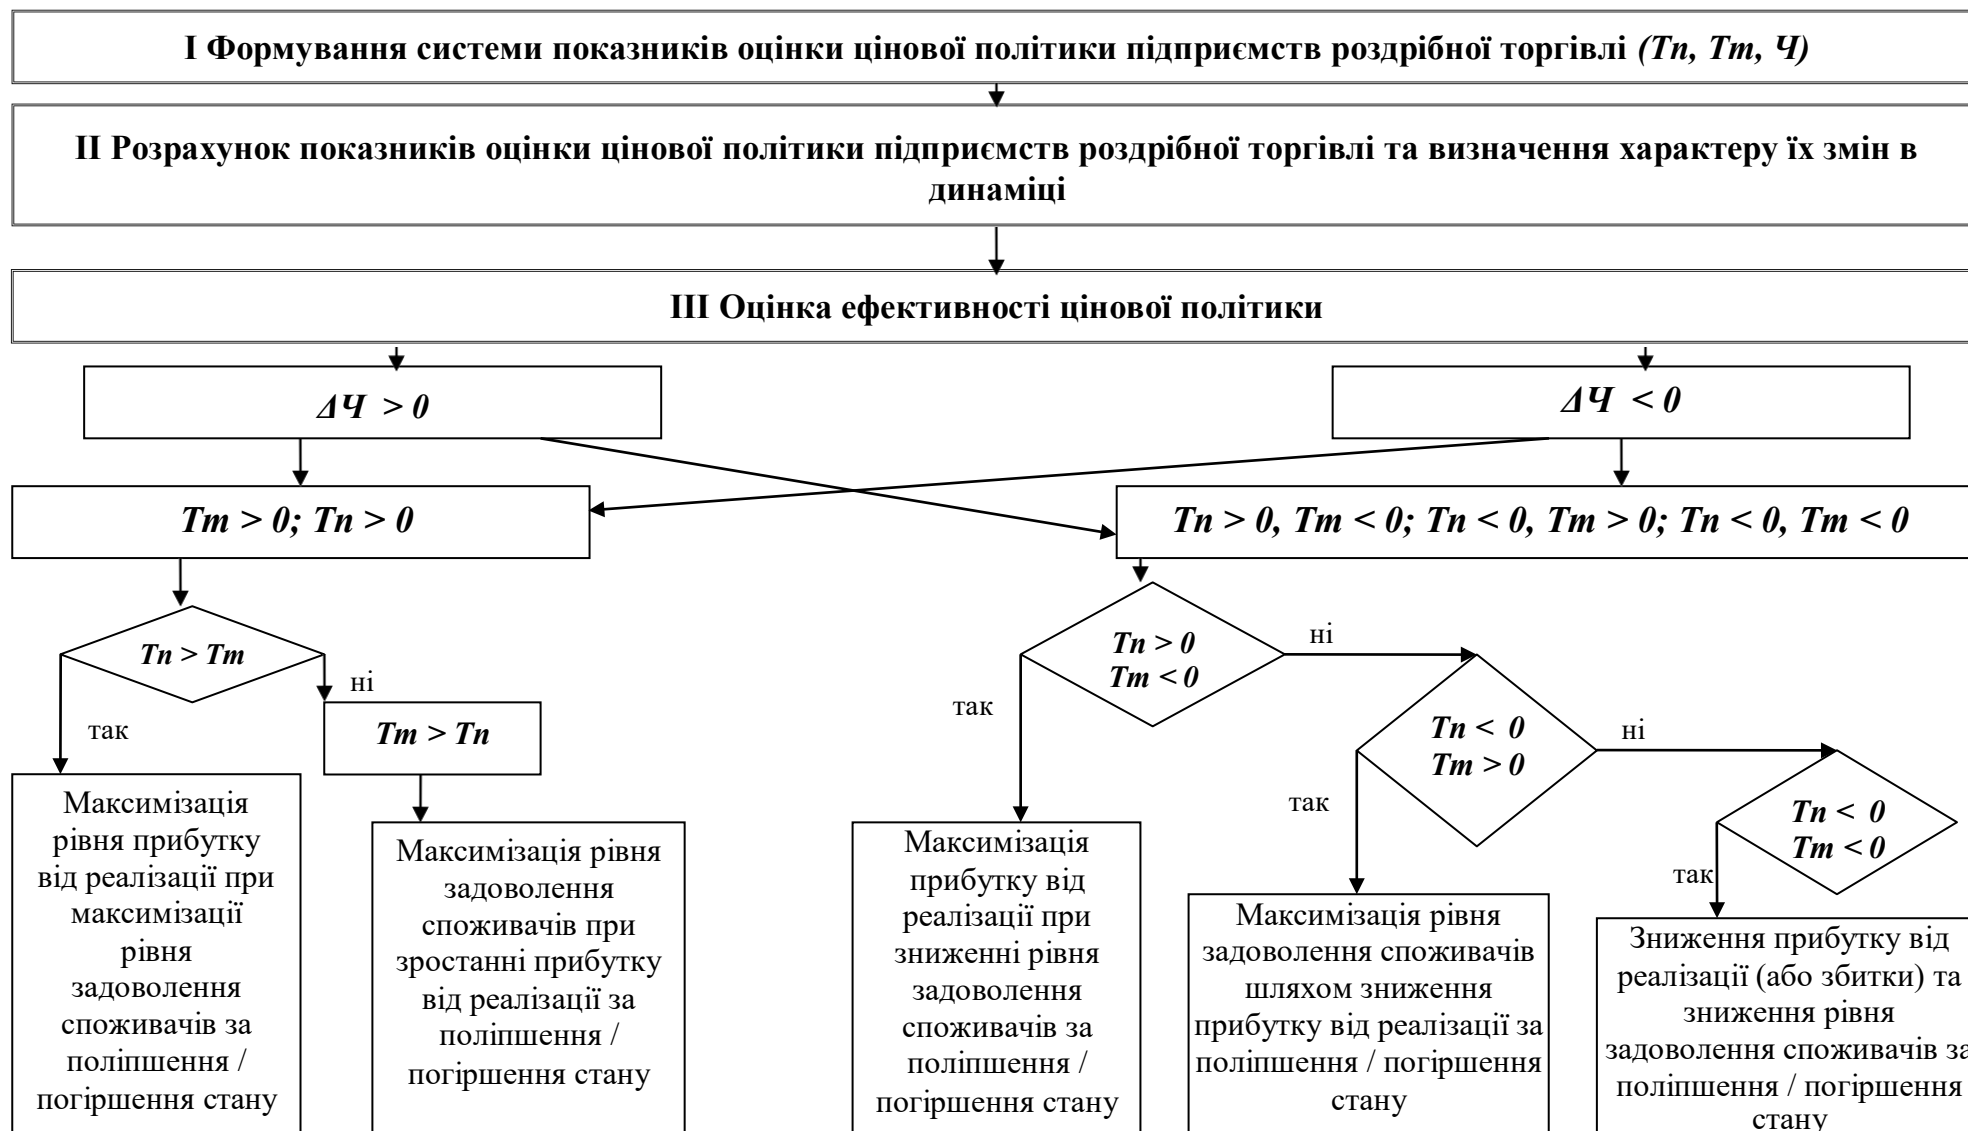 І Формування системи показників оцінки цінової політики підприємств роздрібної торгівлі (Тп, Тт, Ч)
ІІ Розрахунок показників оцінки цінової політики підприємств роздрібної торгівлі та визначення характеру їх змін в
динаміці
ІІІ Оцінка ефективності цінової політики
ΔЧ > 0
ΔЧ < 0
Тт > 0; Тп > 0
Тп > 0, Тт < 0; Тп < 0, Тт > 0; Тп < 0, Тт < 0
Тп > Тт
ні
так
Тт > Тп
Тп > 0
Тт < 0
ні
так
Тп < 0
Тт > 0
ні
так
Тп < 0
Тт < 0
так
Максимізація
рівня прибутку
від реалізації при
максимізації
рівня
задоволення
споживачів за
поліпшення /
погіршення стану
Максимізація рівня
задоволення
споживачів при
зростанні прибутку
від реалізації за
поліпшення /
погіршення стану
Максимізація
прибутку від
реалізації при
зниженні рівня
задоволення
споживачів за
поліпшення /
погіршення стану
Максимізація рівня
задоволення споживачів
шляхом зниження
прибутку від реалізації за
поліпшення / погіршення
стану
Зниження прибутку від
реалізації (або збитки) та
зниження рівня
задоволення споживачів за
поліпшення / погіршення
стану